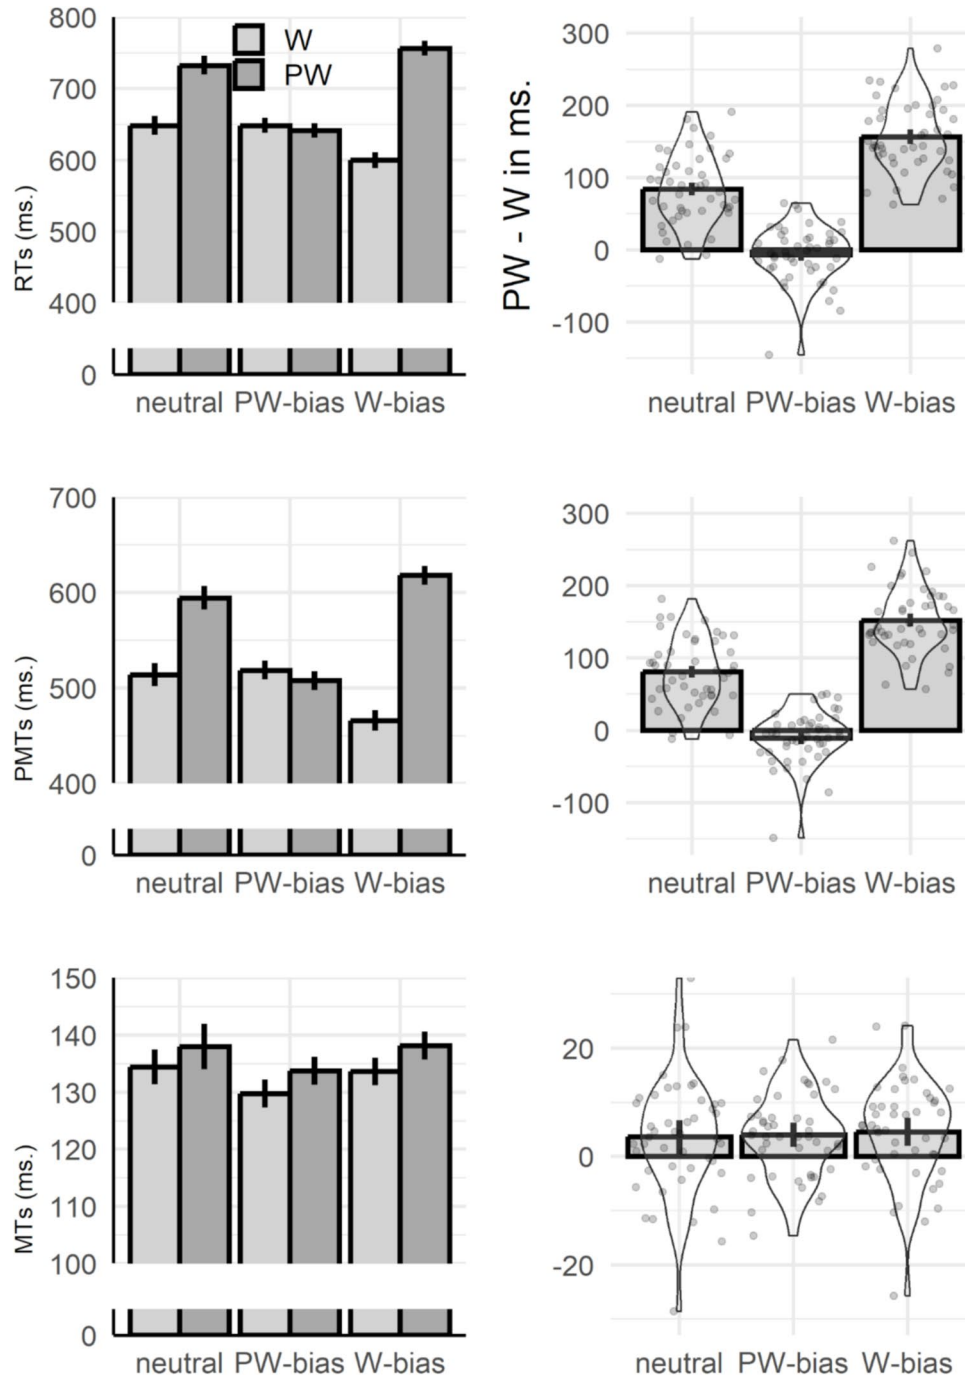 800
700
600
500
400
0
RTs (ms.)
W
PW
neutral PW-bias W-bias
300
200
100
0
-100
PW - W in ms.
neutral PW-bias W-bias
700
600
500
400
0
PMTs (ms.)
neutral PW-bias W-bias
300
200
100
0
-100
neutral PW-bias W-bias
150
140
130
120
110
100
0
MTs (ms.)
neutral PW-bias W-bias
20
0
-20
neutral PW-bias W-bias